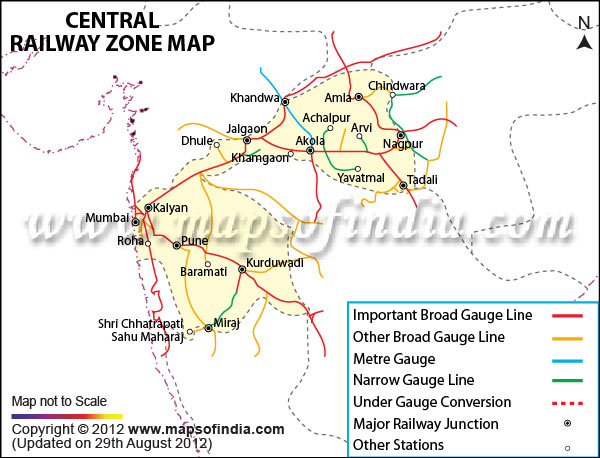 CENTRAL
RAILWAY ZONE MAP
N
Khandwa
Amla
Chindwara
Achalpur
Jalgaon
Arvi
Dhule
Akola
Nagpur
Khamgaon
Yavatmal
Tadali
Kalyan
Mumbai
www.mapsofindia.com
Roha
Pune
Kurduwadi
Baramati
Shri Chhatrapati
Sahu Maharaj
Miraj
Important Broad Gauge Line
Other Broad Gauge Line
Metre Gauge
Narrow Gauge Line
Under Gauge Conversion
Major Railway Junction
Other Stations
Map not to Scale
Copyright © 2012 www.mapsofindia.com
(Updated on 29th August 2012)